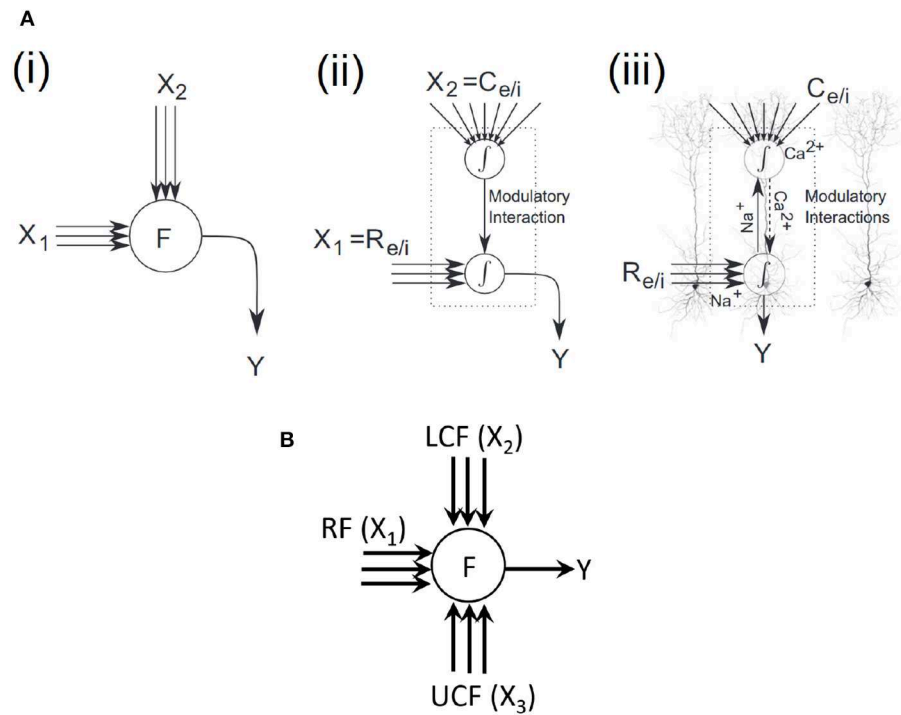 A
(i)
X2
X1
F
Y
(ii)
X2=Ce/i
∫
Modulatory
Interaction
X1=Re/i
∫
Y
(iii)
Ce/i
∫
Ca2+
Na+
Ca2+
Modulatory
Interactions
Re/i
∫
Na+
Y
B
LCF (X2)
RF (X1)
F
Y
UCF (X3)